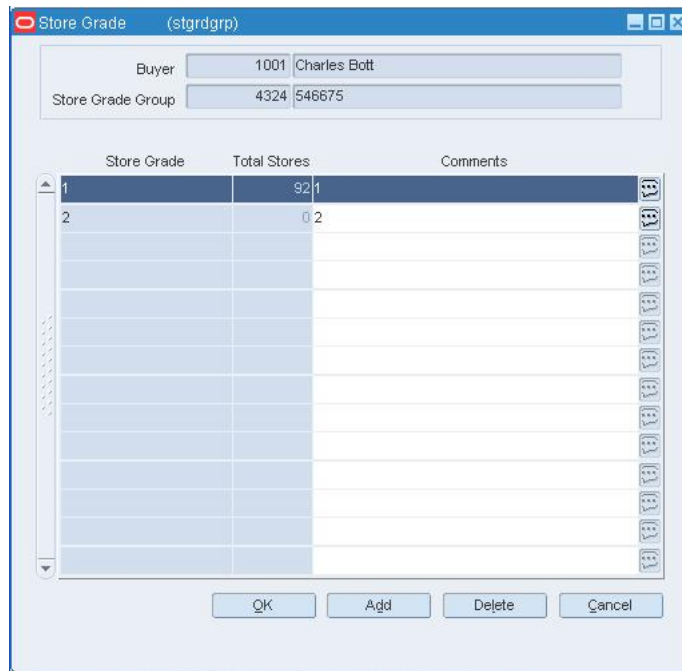 Store Grade (stgrdgrp)
Buyer 1001 Charles Bott
Store Grade Group 4324 546675
Store Grade Total Stores Comments
1 92 1
2 0 2
OK Add Delete Cancel